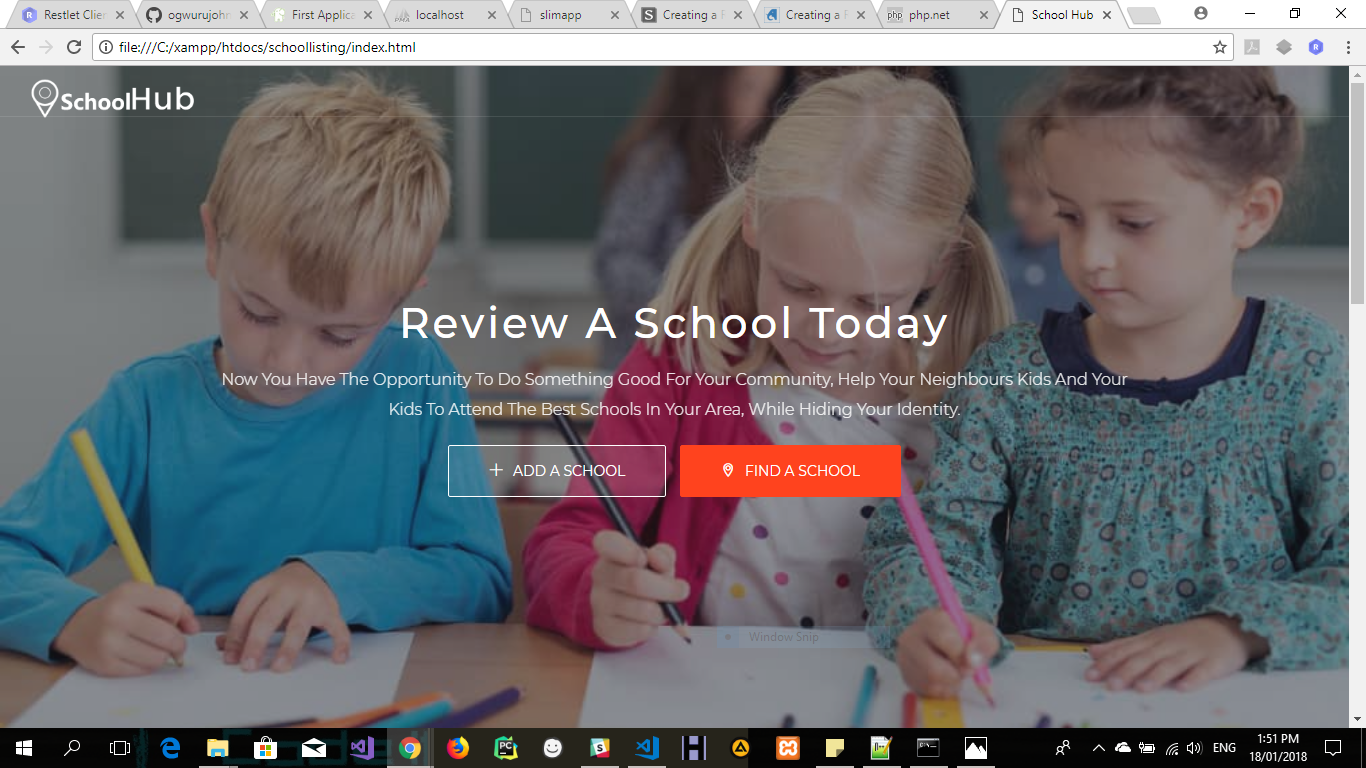 Restlet Clie
ogwurujohn
First Applica
localhost
slimapp
Creating a
Creating a
php.net
School Hub
file:///C:/xampp/htdocs/schoollisting/index.html
SchoolHub
Review A School Today
Now You Have The Opportunity To Do Something Good For Your Community, Help Your Neighbours Kids And Your
Kids To Attend The Best Schools In Your Area, While Hiding Your Identity.
ADD A SCHOOL
FIND A SCHOOL
Window Snip
ENG
1:51 PM
18/01/2018